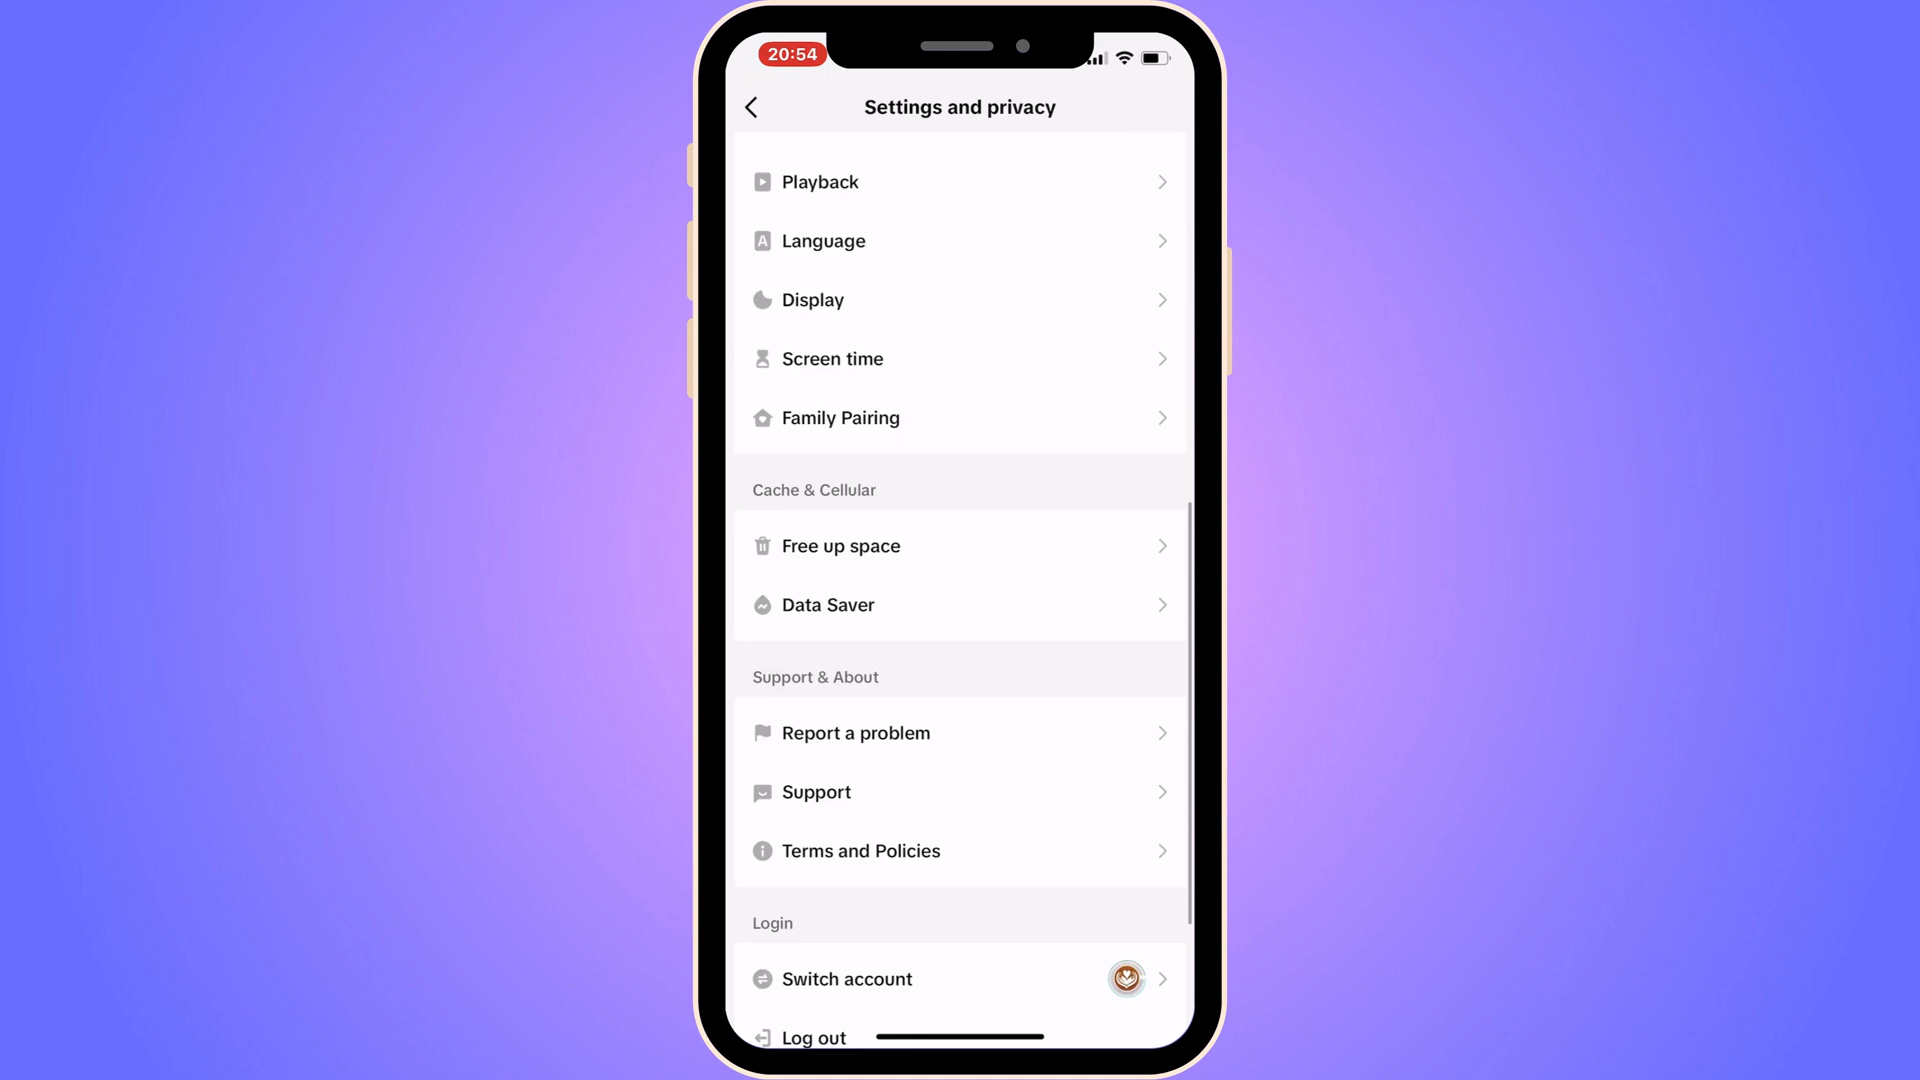 20:54
Settings and privacy
Playback
Language
Display
Screen time
Family Pairing
Cache & Cellular
Free up space
Data Saver
Support & About
Report a problem
Support
Terms and Policies
Login
Switch account
Log out